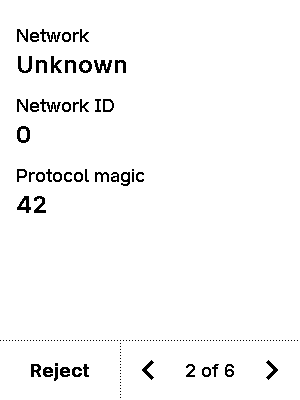 Network
Unknown
Network ID
0
Protocol magic
42
Reject
2 of 6